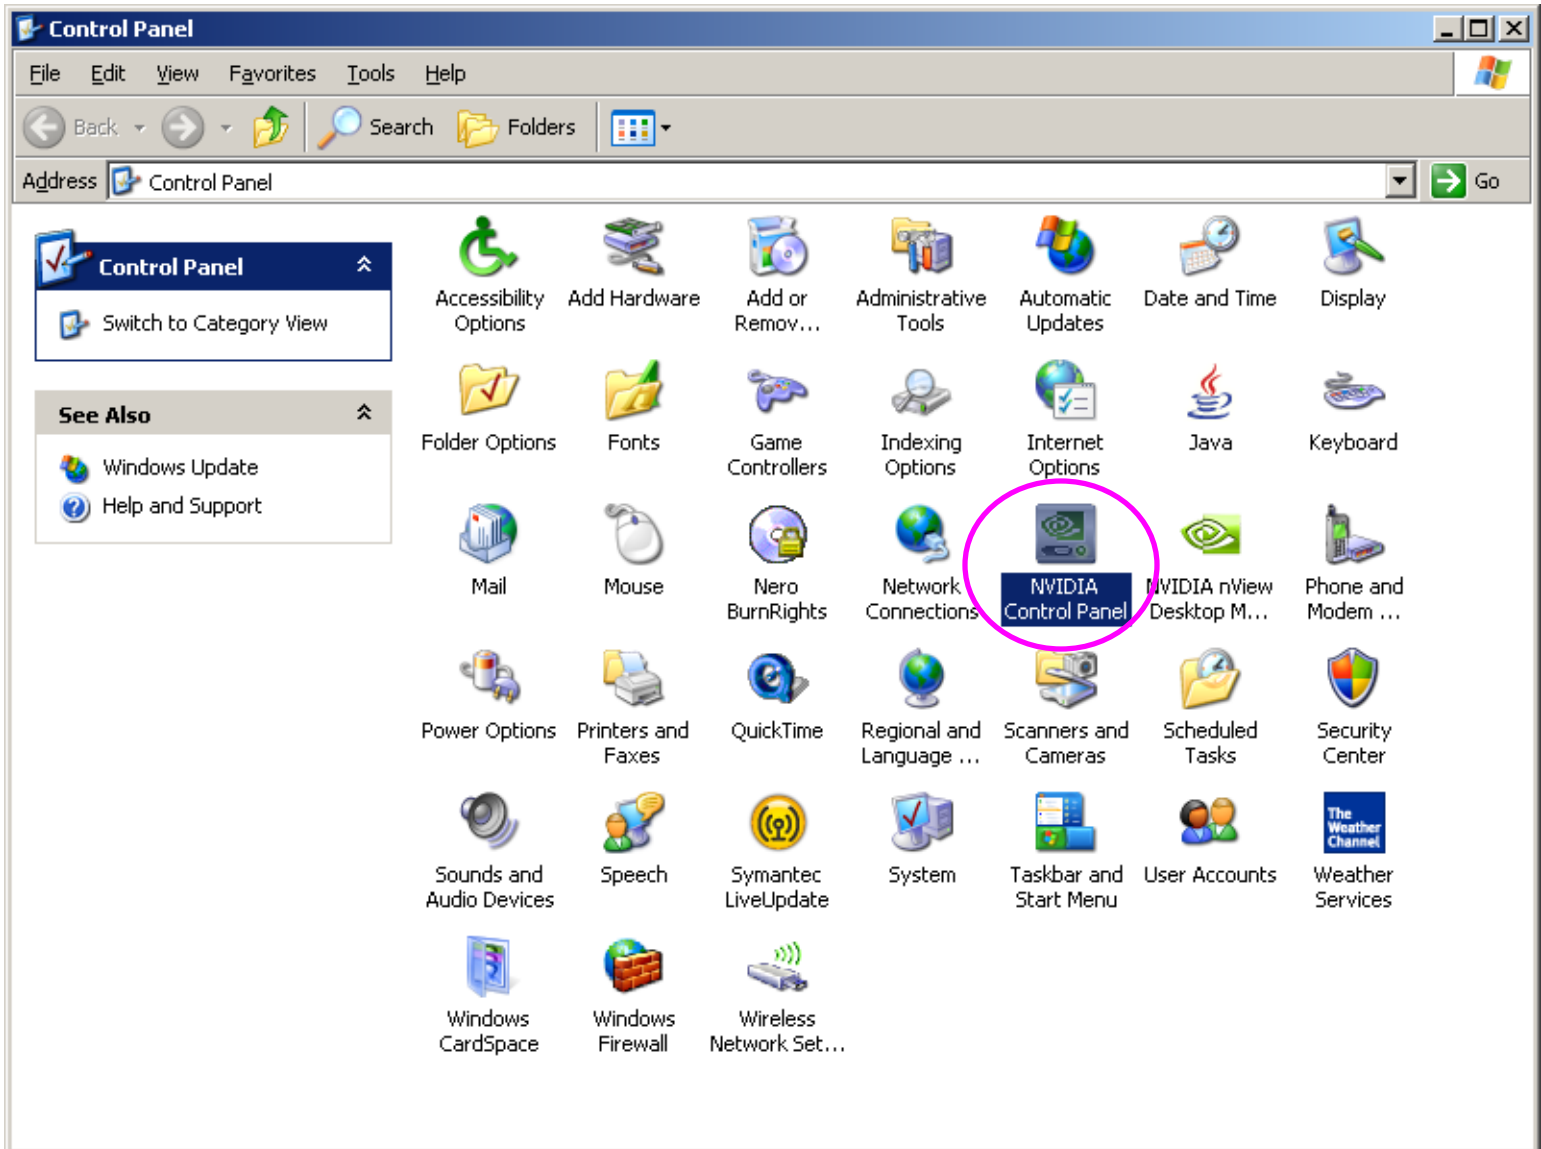 Control Panel
File Edit View Favorites Tools Help
Back Search Folders
Address Control Panel Go
Control Panel
Switch to Category View
See Also
Windows Update
Help and Support
Accessibility Options
Add Hardware
Add or Remov...
Administrative Tools
Automatic Updates
Date and Time
Display
Folder Options
Fonts
Game Controllers
Indexing Options
Internet Options
Java
Keyboard
Mail
Mouse
Nero BurnRights
Network Connections
NVIDIA Control Panel
NVIDIA nView Desktop M...
Phone and Modem ...
Power Options
Printers and Faxes
QuickTime
Regional and Language ...
Scanners and Cameras
Scheduled Tasks
Security Center
Sounds and Audio Devices
Speech
Symantec LiveUpdate
System
Taskbar and Start Menu
User Accounts
The Weather Channel
Weather Services
Windows CardSpace
Windows Firewall
Wireless Network Set...